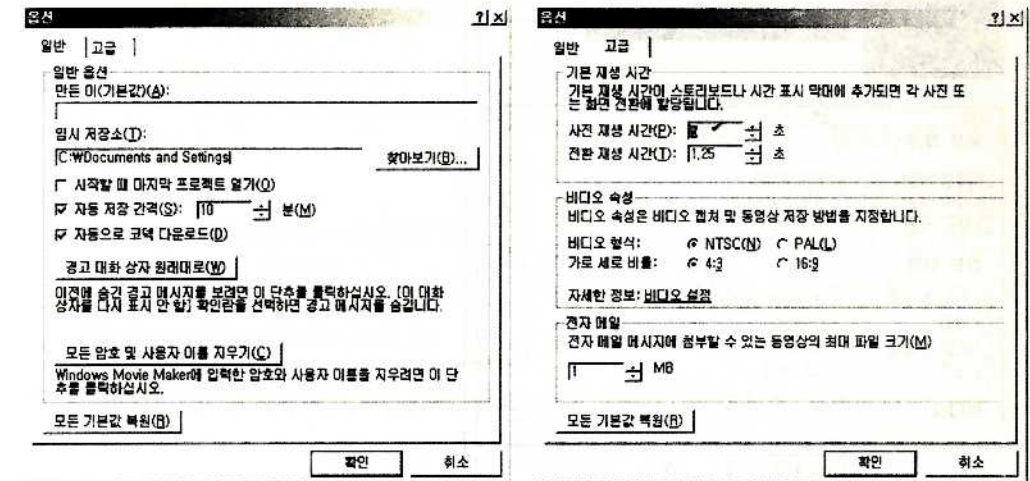 옵션
일반 고급
일반 옵션
만든 이(기본값)(A):
임시 저장소(T):
C:₩Documents and Settings
찾아보기(B)...
시작할 때 마지막 프로젝트 열기(O)
자동 저장 간격(S): 10 분(M)
자동으로 코덱 다운로드(D)
경고 대화 상자 원래대로(W)
이전에 숨긴 경고 메시지를 보려면 이 단추를 클릭하십시오. [이 대화
상자를 다시 표시 안 함] 확인란을 선택하면 경고 메시지를 숨깁니다.
모든 암호 및 사용자 이름 지우기(C)
Windows Movie Maker에 입력한 암호와 사용자 이름을 지우려면 이 단
추를 클릭하십시오.
모든 기본값 복원(R)
확인 취소
옵션
일반 고급
기본 재생 시간
기본 재생 시간이 스토리보드나 시간 표시 막대에 추가되면 각 사진 또
는 화면 전환에 할당됩니다.
사진 재생 시간(P): 초
전환 재생 시간(T): 1.25 초
비디오 속성
비디오 속성은 비디오 캡처 및 동영상 저장 방법을 지정합니다.
비디오 형식: NTSC(N) PAL(L)
가로 세로 비율: 4:3 16:9
자세한 정보: 비디오 설정
전자 메일
전자 메일 메시지에 첨부할 수 있는 동영상의 최대 파일 크기(M)
1 MB
모든 기본값 복원(R)
확인 취소